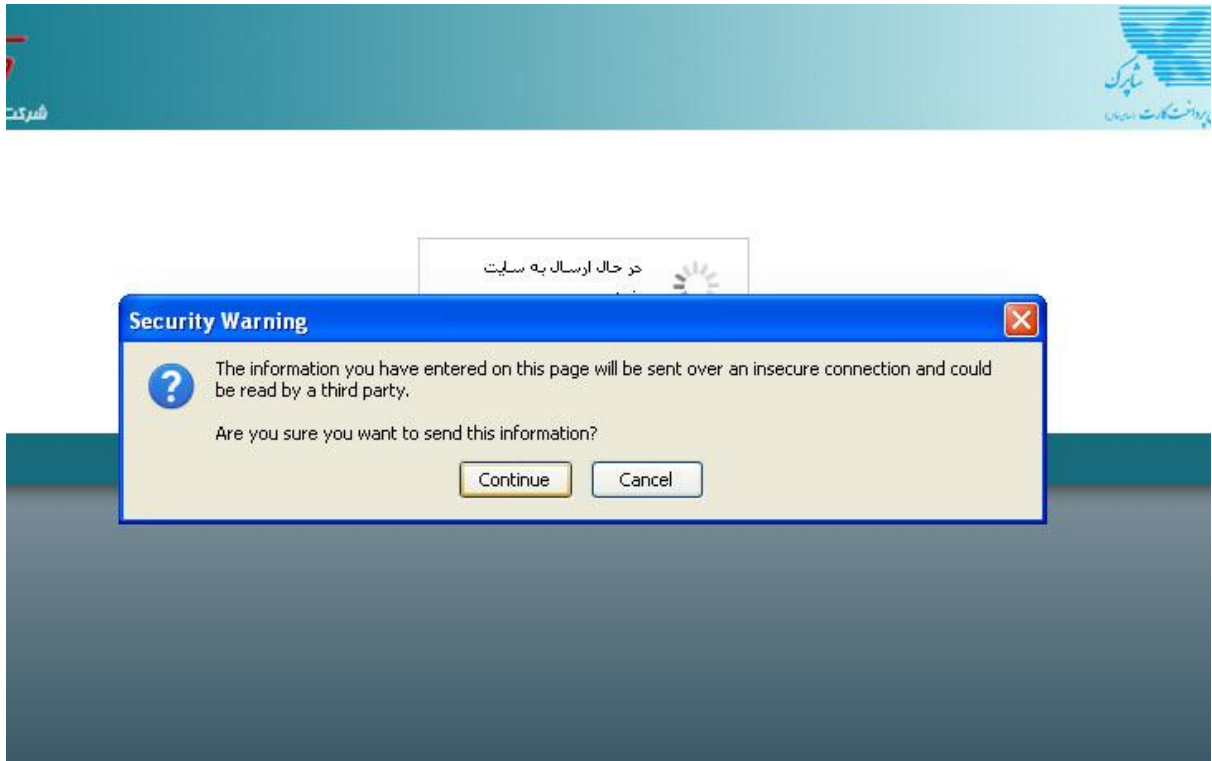 شرکت
شاپرک
پرداخت کارت
در حال ارسال به سایت
Security Warning
The information you have entered on this page will be sent over an insecure connection and could
be read by a third party.
Are you sure you want to send this information?
Continue
Cancel